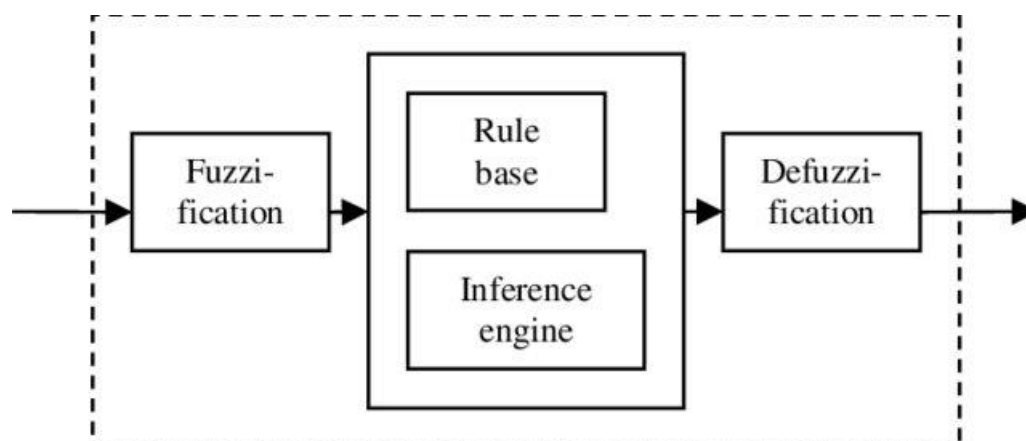 Fuzzi-
fication
Rule
base
Inference
engine
Defuzzi-
fication